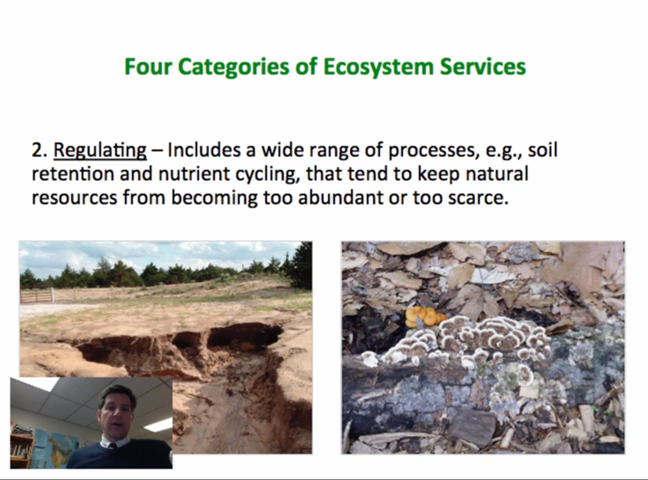 Four Categories of Ecosystem Services
2. Regulating – Includes a wide range of processes, e.g., soil
retention and nutrient cycling, that tend to keep natural
resources from becoming too abundant or too scarce.